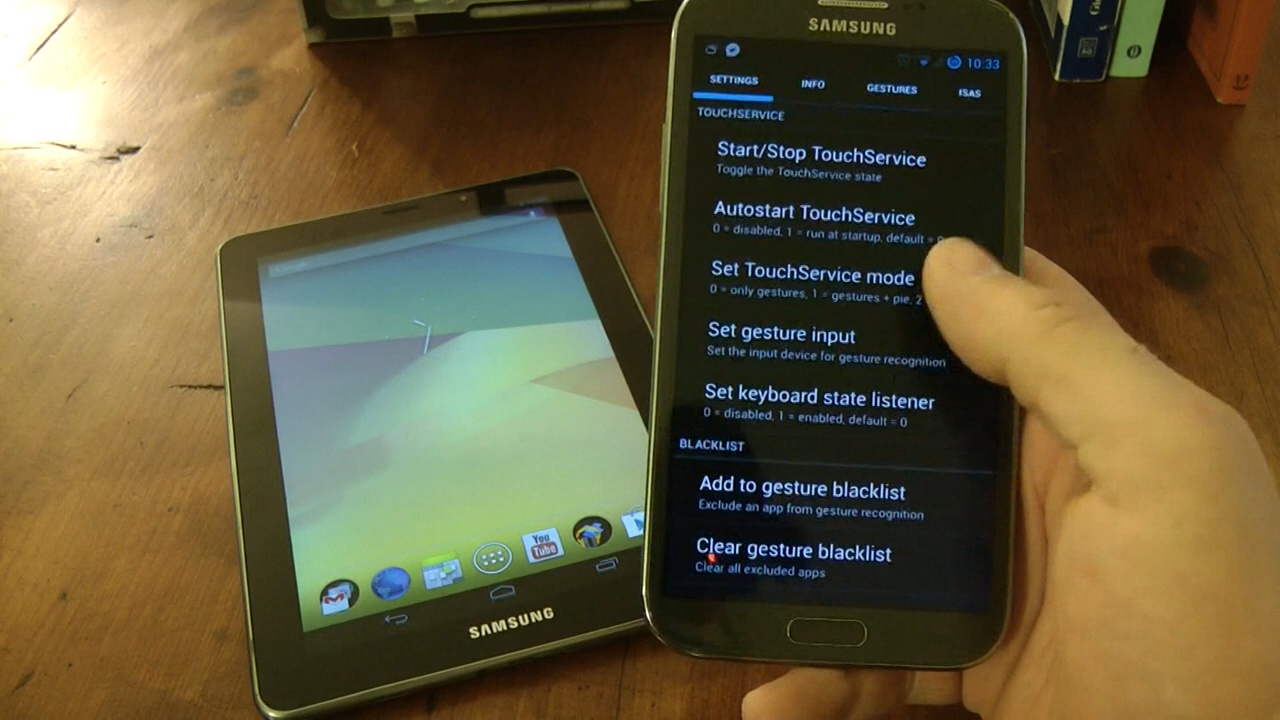 SAMSUNG
10:33
SETTINGS INFO GESTURES ISAS
TOUCHSERVICE
Start/Stop TouchService
Toggle the TouchService state
Autostart TouchService
0 = disabled, 1 = run at startup, default =
Set TouchService mode
0 = only gestures, 1 = gestures + pie, 2
Set gesture input
Set the input device for gesture recognition
Set keyboard state listener
0 = disabled, 1 = enabled, default = 0
BLACKLIST
Add to gesture blacklist
Exclude an app from gesture recognition
Clear gesture blacklist
Clear all excluded apps
You
Tube
SAMSUNG